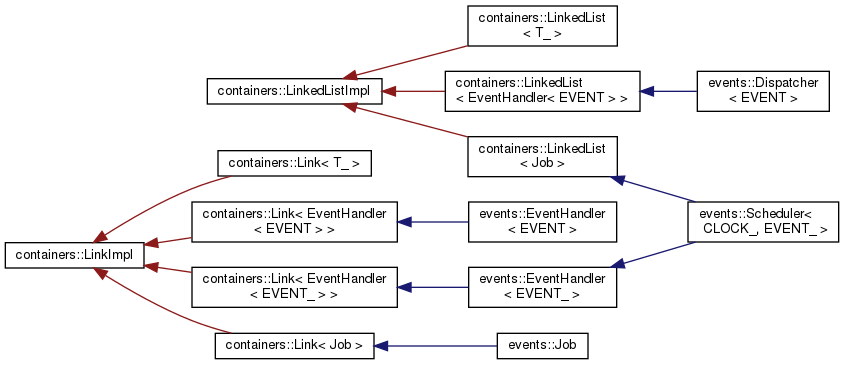 containers::LinkedList
< T_ >
containers::LinkedListImpl
containers::LinkedList
< EventHandler< EVENT > >
events::Dispatcher
< EVENT >
containers::LinkedList
< Job >
containers::Link< T_ >
containers::Link< EventHandler
< EVENT > >
events::EventHandler
< EVENT >
events::Scheduler<
CLOCK_, EVENT_ >
containers::LinkImpl
containers::Link< EventHandler
< EVENT_ > >
events::EventHandler
< EVENT_ >
containers::Link< Job >
events::Job